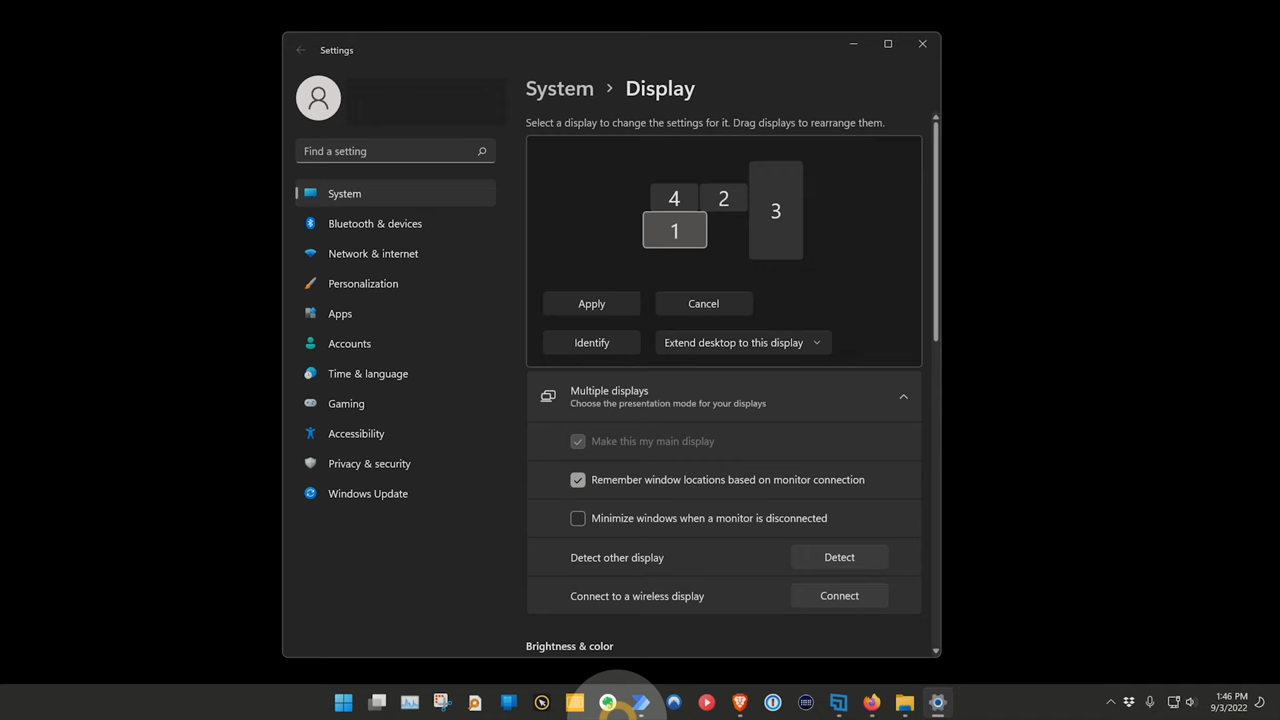 Settings
System > Display
Select a display to change the settings for it. Drag displays to rearrange them.
Find a setting
System
Bluetooth & devices
Network & internet
Personalization
Apps
Accounts
Time & language
Gaming
Accessibility
Privacy & security
Windows Update
4 2
3
1
Apply Cancel
Identify Extend desktop to this display
Multiple displays
Choose the presentation mode for your displays
Make this my main display
Remember window locations based on monitor connection
Minimize windows when a monitor is disconnected
Detect other display Detect
Connect to a wireless display Connect
Brightness & color
1:46 PM
9/3/2022